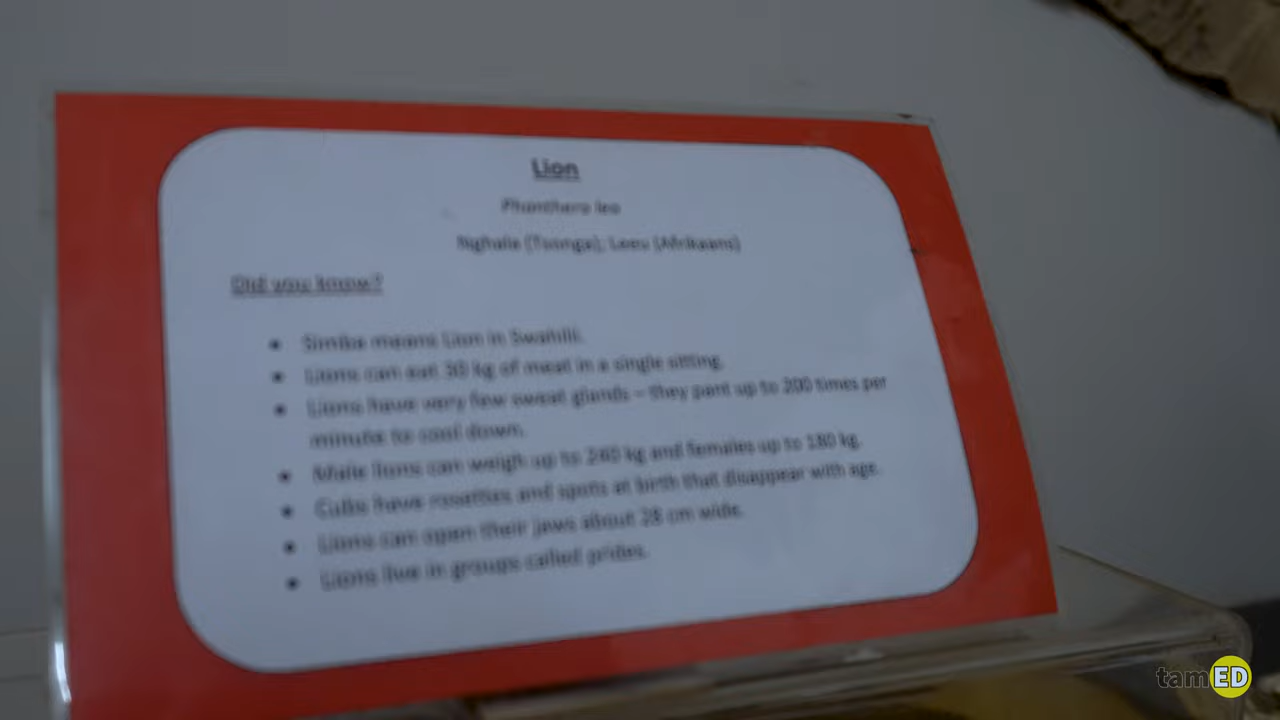 Lion
Phanthera leo
Nghala (Tsonga); Leeu (Afrikaans)
Did you know?
• Simba means Lion in Swahili.
• Lions can eat 30 kg of meat in a single sitting.
• Lions have very few sweat glands – they pant up to 200 times per
minute to cool down.
• Male lions can weigh up to 240 kg and females up to 180 kg.
• Cubs have rosettes and spots at birth that disappear with age.
• Lions can open their jaws about 28 cm wide.
• Lions live in groups called prides.
tamED